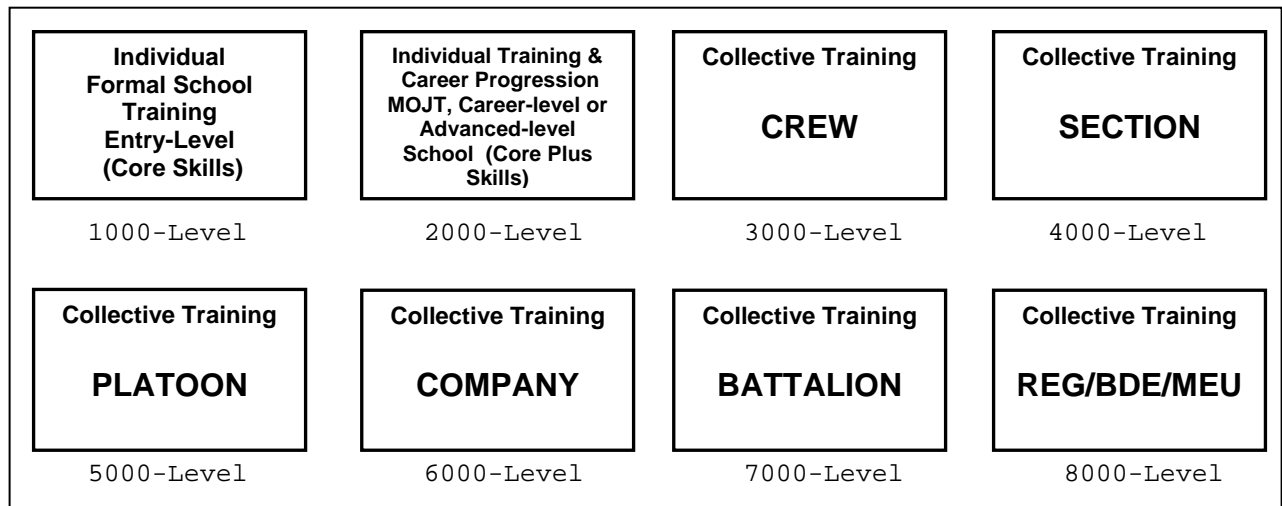 Individual
Formal School
Training
Entry-Level
(Core Skills)
1000-Level
Individual Training &
Career Progression
MOJT, Career-level or
Advanced-level
School (Core Plus
Skills)
2000-Level
Collective Training
CREW
3000-Level
Collective Training
SECTION
4000-Level
Collective Training
PLATOON
5000-Level
Collective Training
COMPANY
6000-Level
Collective Training
BATTALION
7000-Level
Collective Training
REG/BDE/MEU
8000-Level